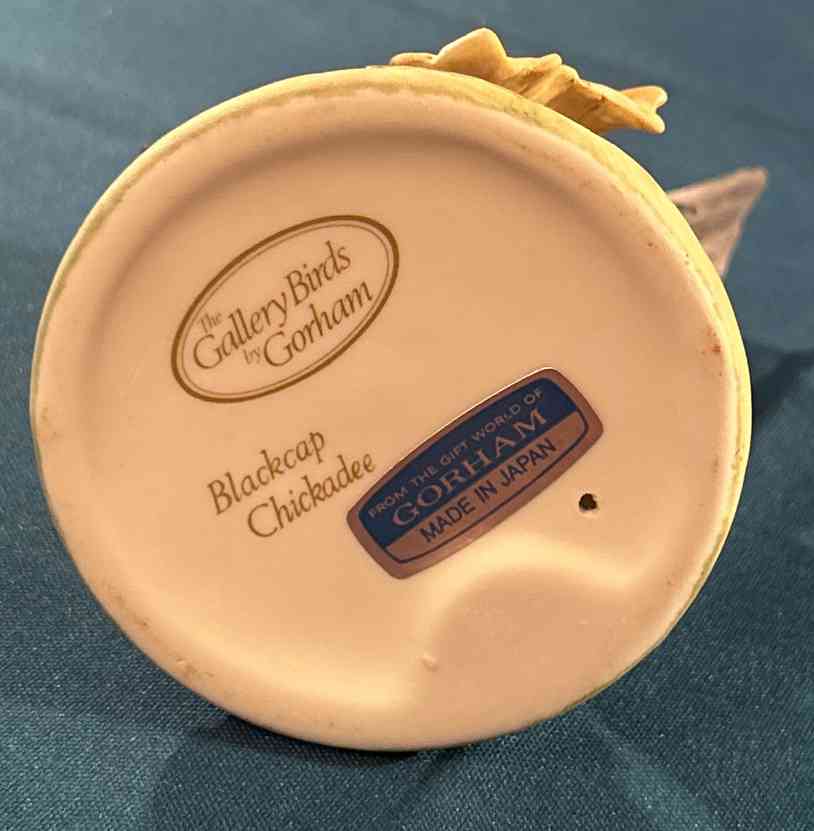 The
Gallery Birds
by Gorham
Blackcap
Chickadee
FROM THE GIFT WORLD OF
GORHAM
MADE IN JAPAN